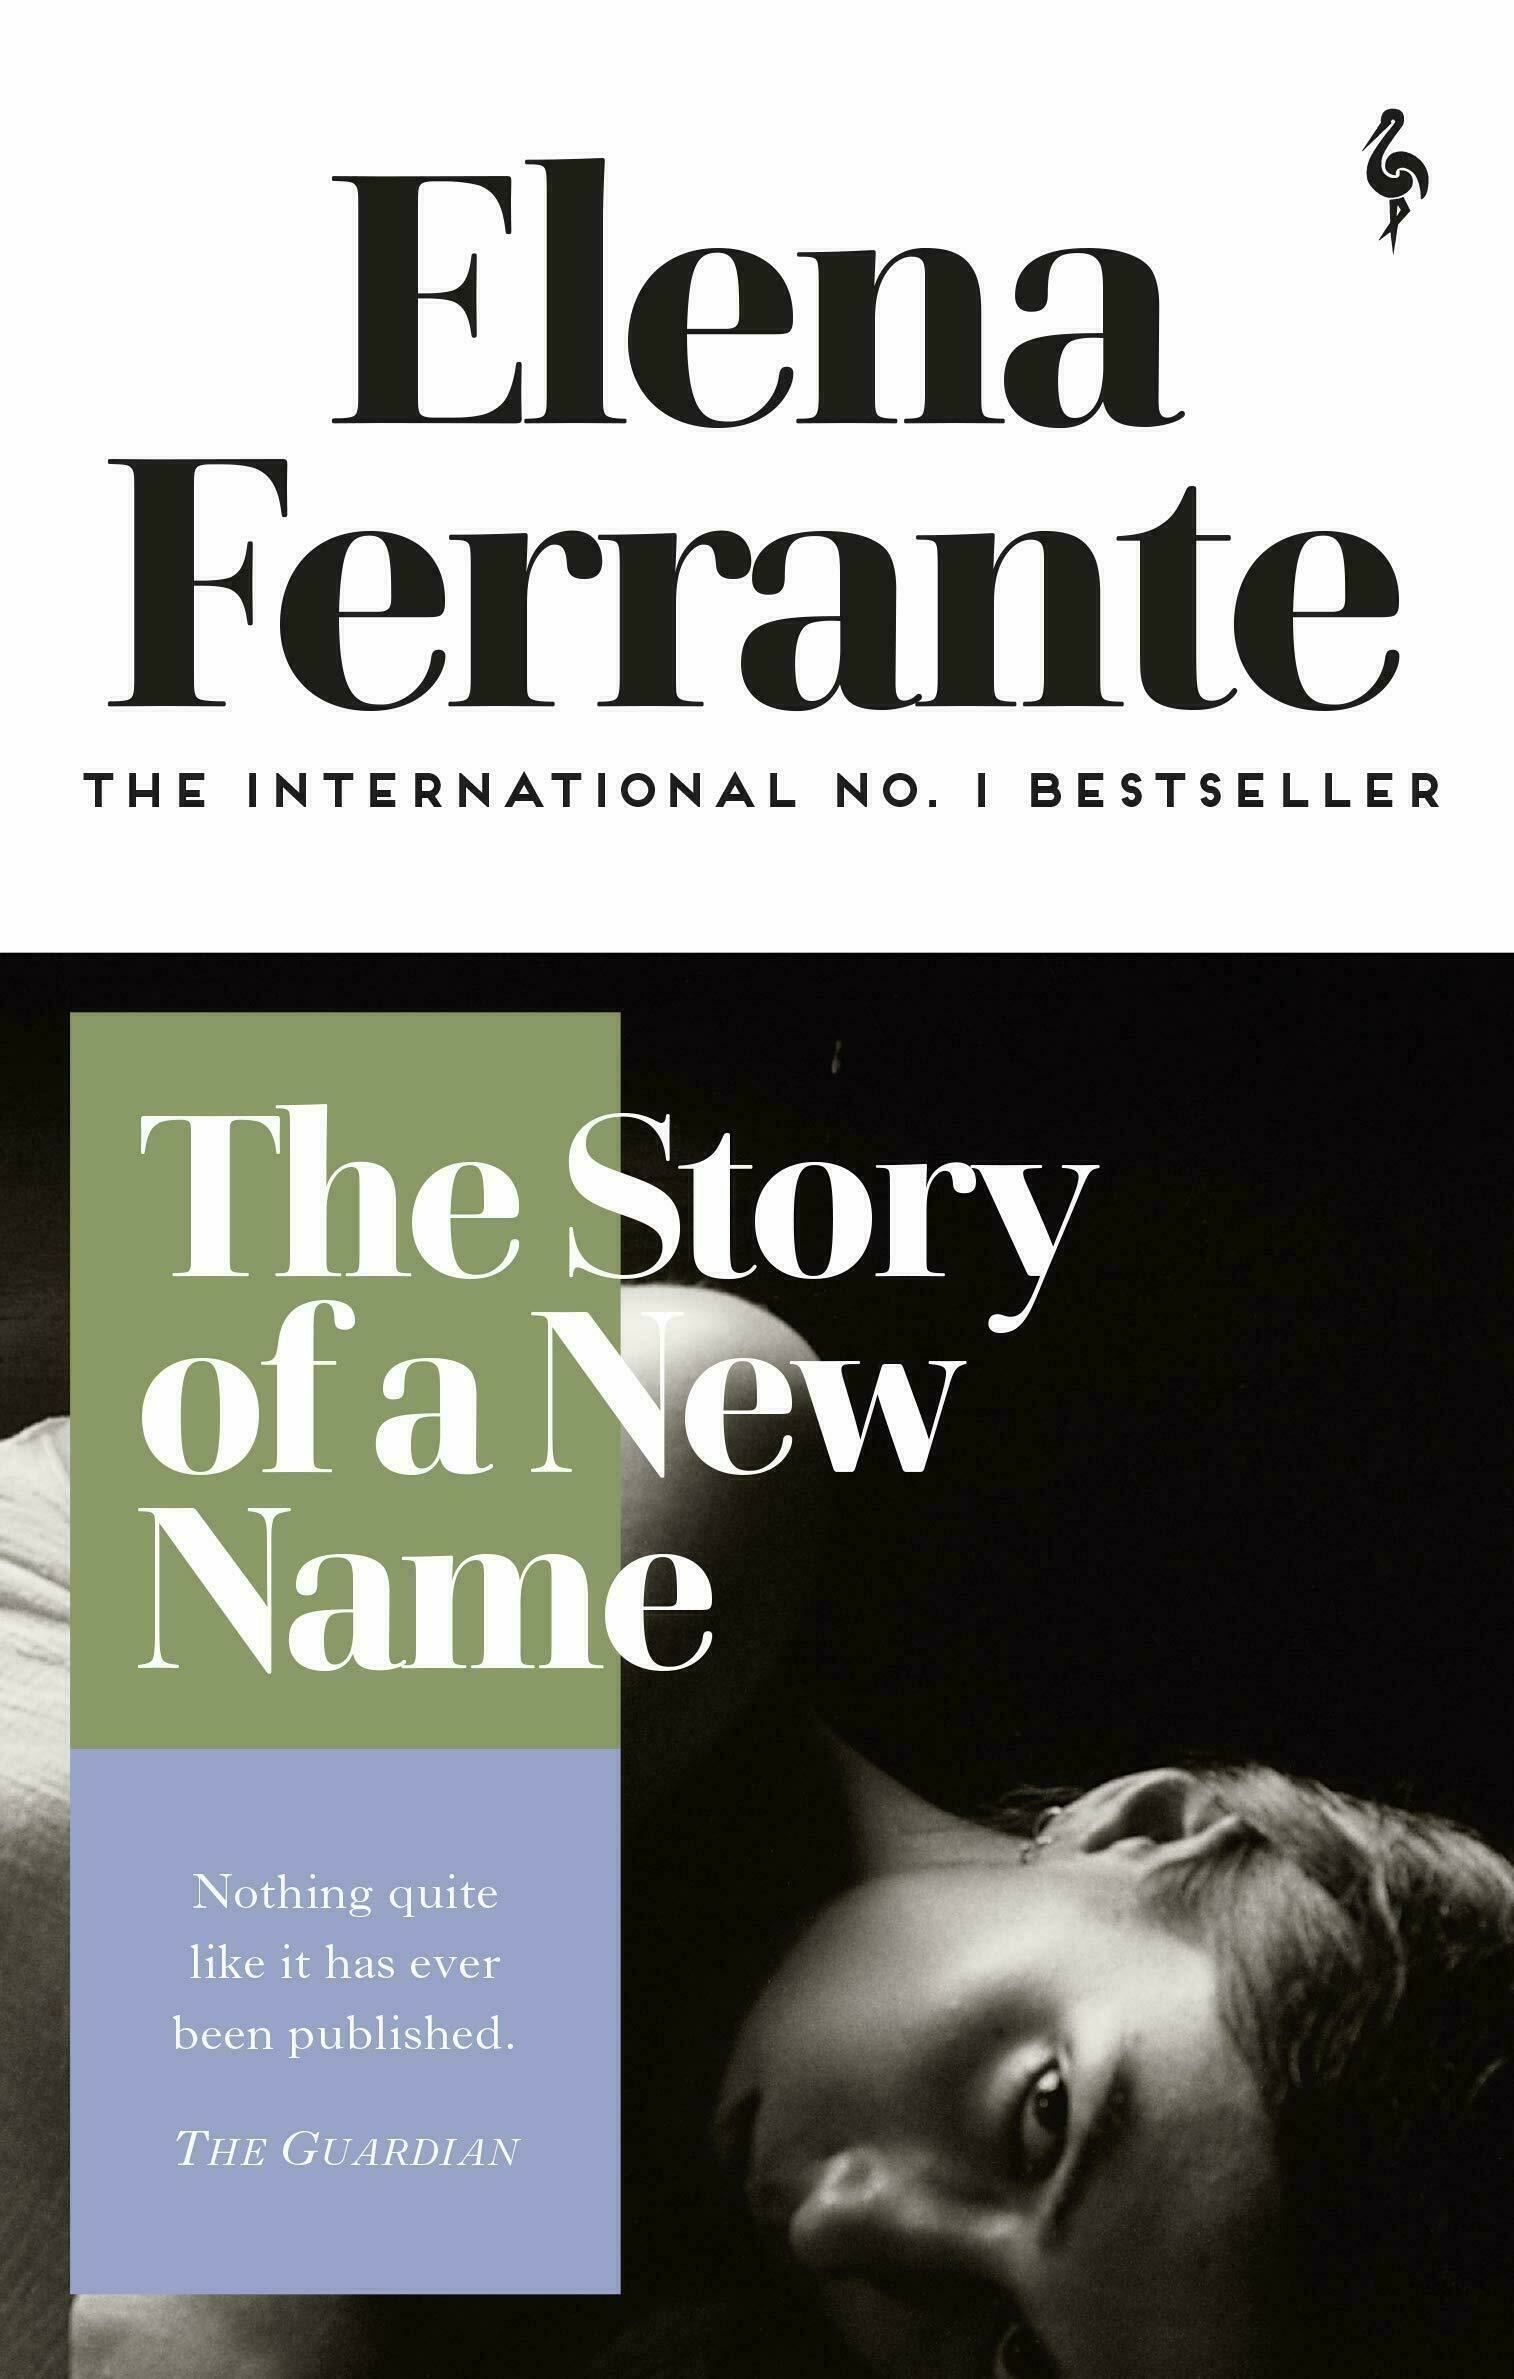 Elena
Ferrante
THE INTERNATIONAL NO. 1 BESTSELLER
The Story
of a New
Name
Nothing quite
like it has ever
been published.
THE GUARDIAN